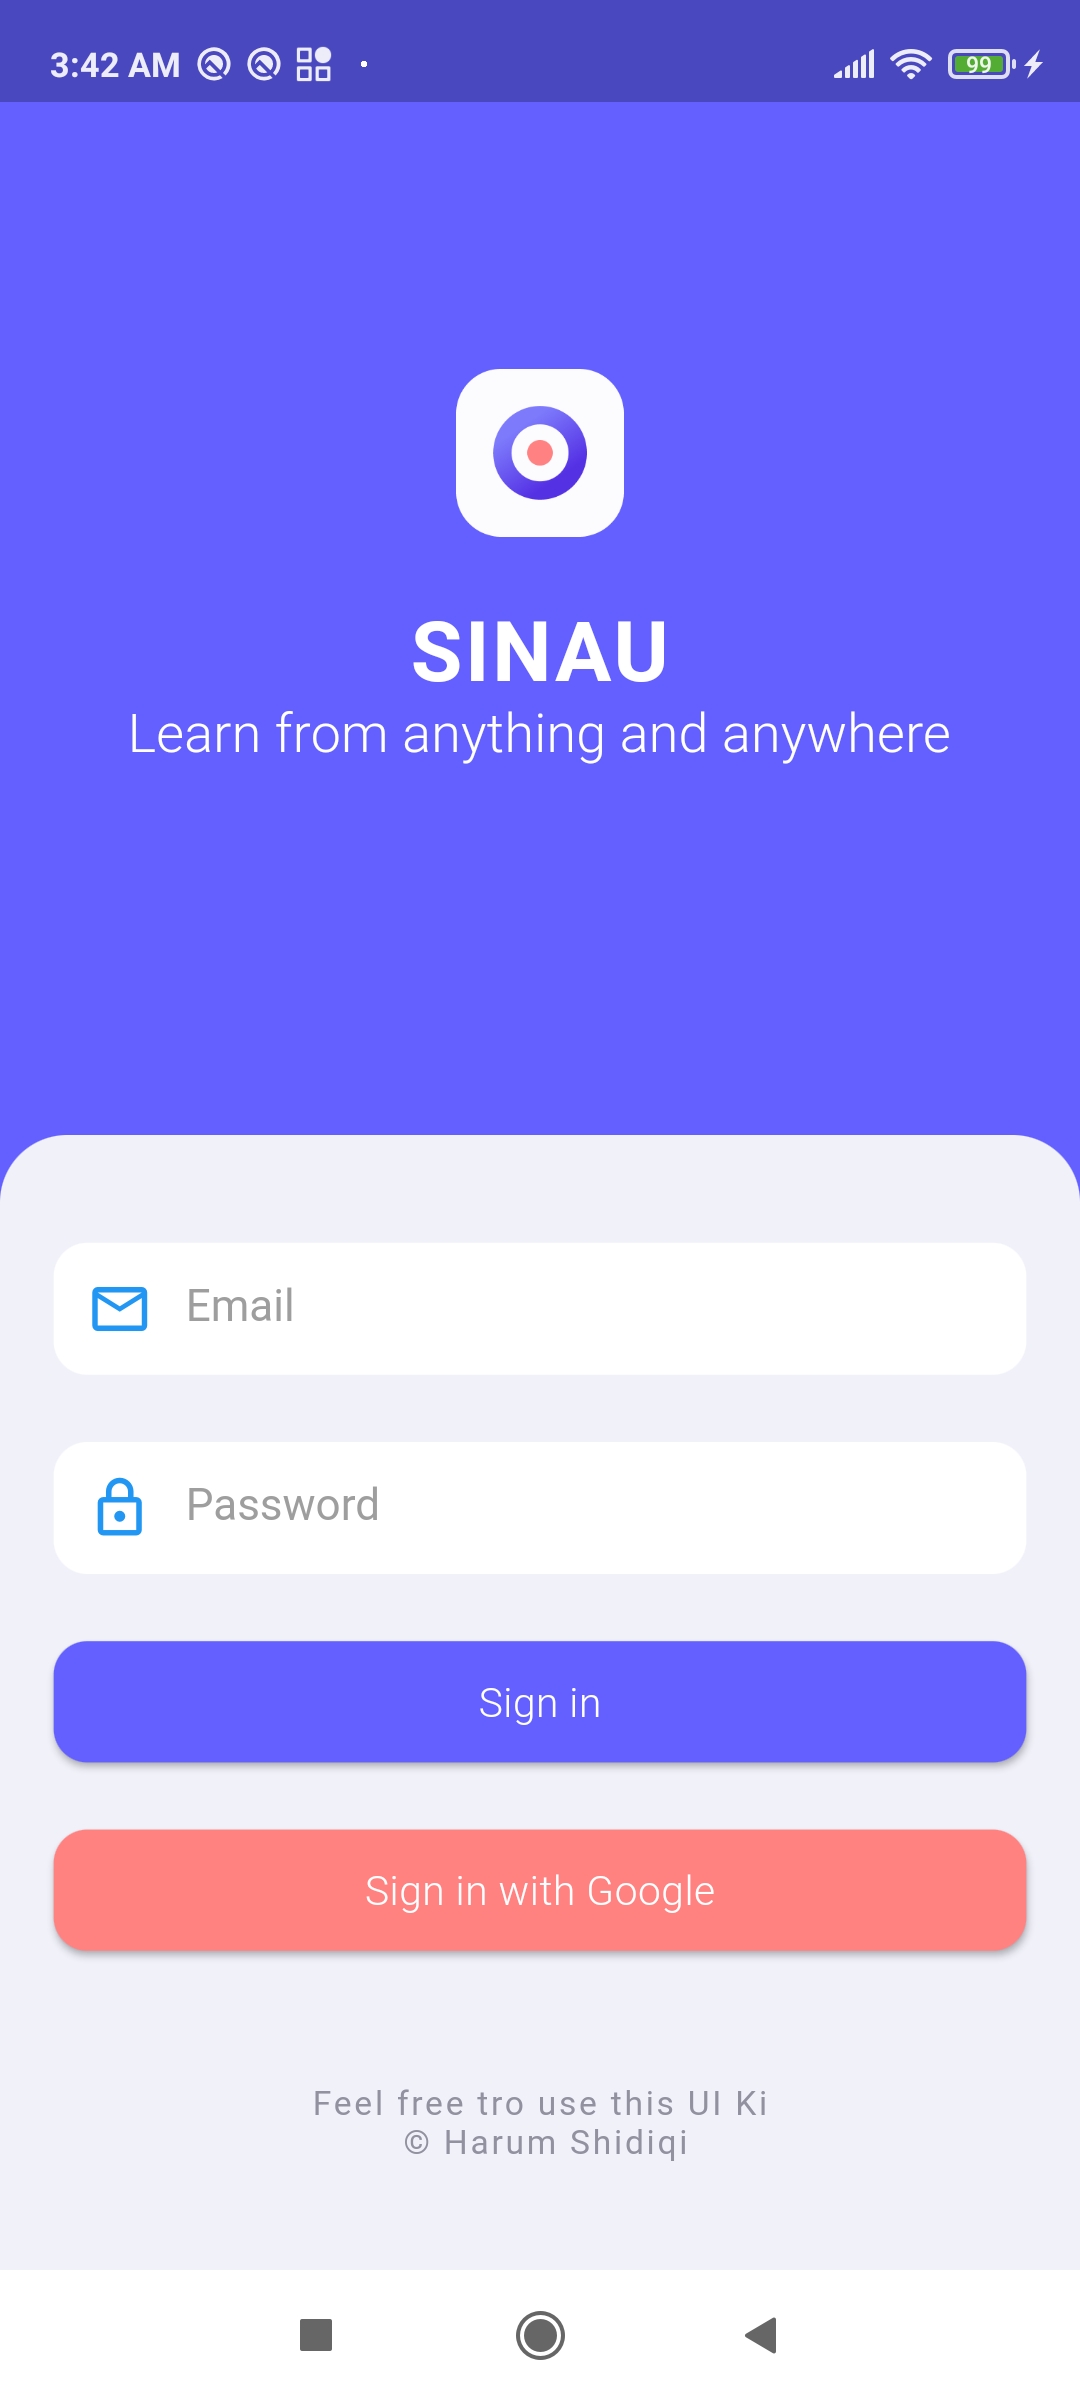 3:42 AM
99
SINAU
Learn from anything and anywhere
Email
Password
Sign in
Sign in with Google
Feel free tro use this UI Ki
© Harum Shidiqi